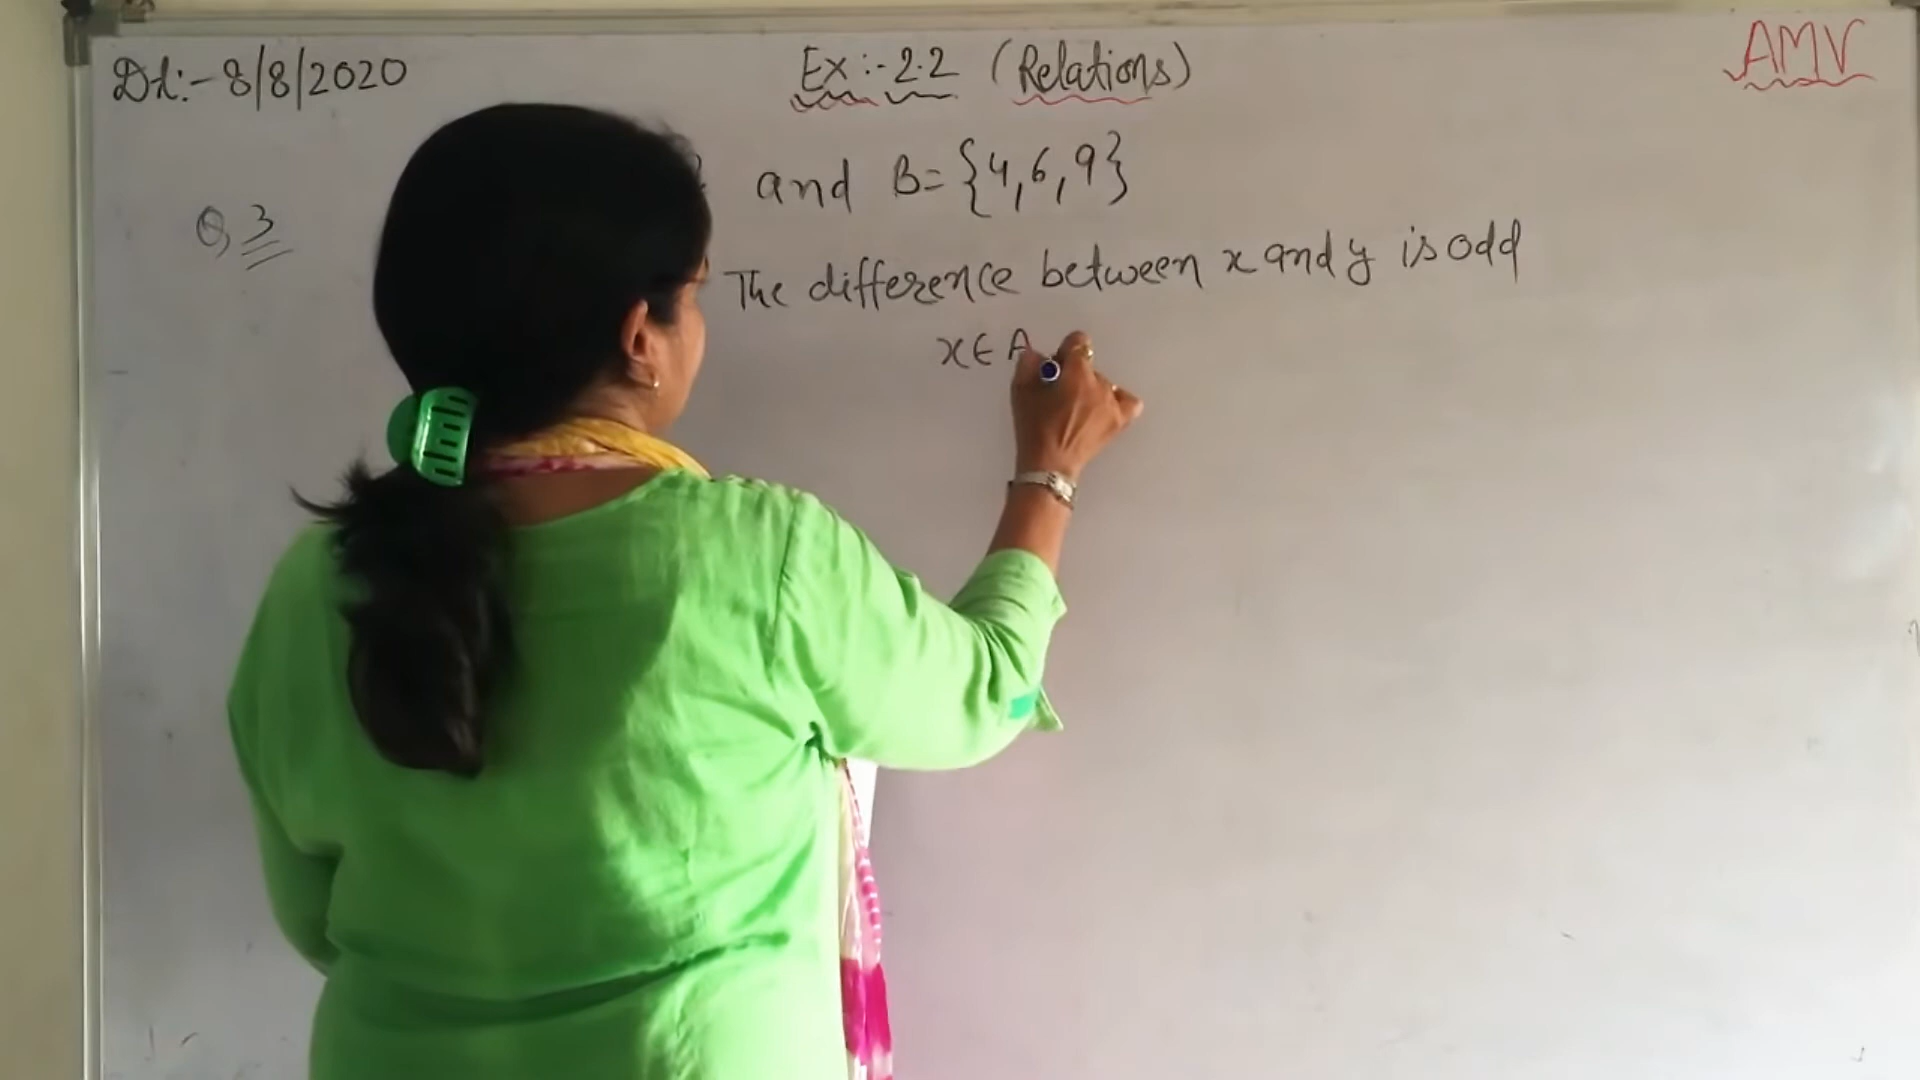 Dt:- 8/8/2020
Ex:- 2.2 (Relations)
AMV
Q,3
} and B= {4,6,9}
The difference between x and y is odd
x∈A